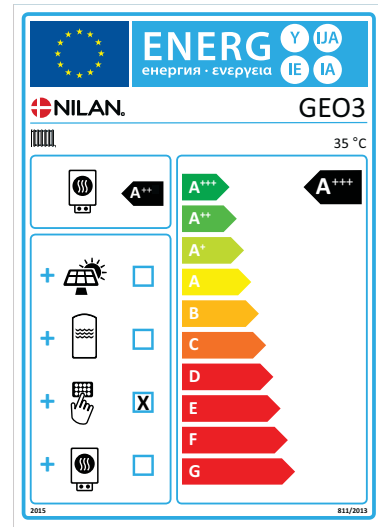 ENERG Y IJA
енергия · ενεργεια IE IA
NILAN® GEO3
35 °C
A++ A+++ A+++
A++
A+
+ A
+ B
C
+ X D
E
F
+ G
2015 811/2013